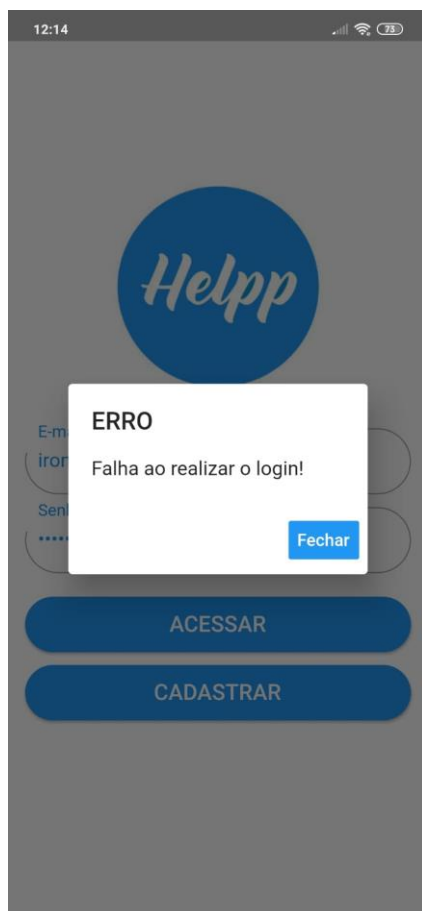 12:14
73
Helpp
ERRO
Falha ao realizar o login!
Fechar
ACESSAR
CADASTRAR